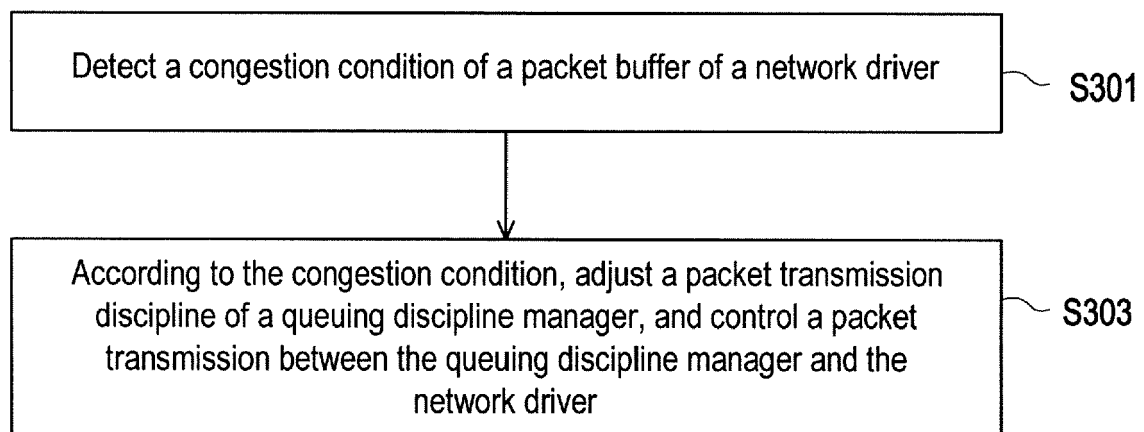 Detect a congestion condition of a packet buffer of a network driver
S301
According to the congestion condition, adjust a packet transmission
discipline of a queuing discipline manager, and control a packet
transmission between the queuing discipline manager and the
network driver
S303